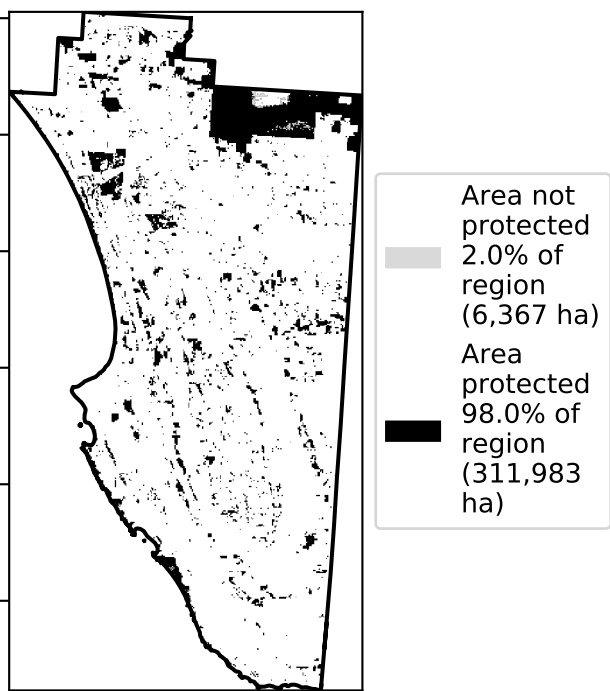 Area not
protected
2.0% of
region
(6,367 ha)
Area
protected
98.0% of
region
(311,983
ha)